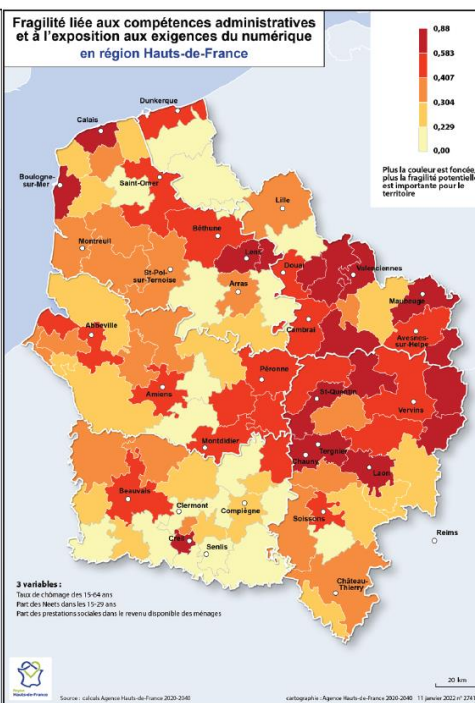 Fragilité liée aux compétences administratives
et à l'exposition aux exigences du numérique
en région Hauts-de-France
0,88
0,583
0,407
0,304
0,229
0,00
Plus la couleur est foncée,
plus la fragilité potentielle
est importante pour le
territoire
Dunkerque
Calais
Boulogne-
sur-Mer
Saint-Omer
Lille
Béthune
Montreuil
Lens
St-Pol-
sur-Ternoise
Douai
Valenciennes
Arras
Maubeuge
Cambrai
Avesnes-
sur-Helpe
Abbeville
Péronne
St-Quentin
Amiens
Vervins
Montdidier
Tergnier
Chauny
Laon
Beauvais
Clermont
Compiègne
Soissons
Creil
Senlis
Reims
Château-
Thierry
3 variables :
Taux de chômage des 15-64 ans
Part des Neets dans les 15-29 ans
Part des prestations sociales dans le revenu disponible des ménages
Région
Hauts-de-France
20 km
Source : calculs Agence Hauts-de-France 2020-2040
cartographie : Agence Hauts-de-France 2020-2040 11 janvier 2022 n° 2741